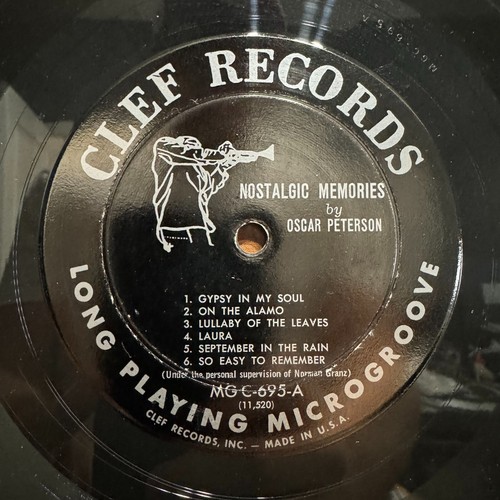 CLEF RECORDS
NOSTALGIC MEMORIES
by
OSCAR PETERSON
1. GYPSY IN MY SOUL
2. ON THE ALAMO
3. LULLABY OF THE LEAVES
4. LAURA
5. SEPTEMBER IN THE RAIN
6. SO EASY TO REMEMBER
(Under the personal supervision of Norman Granz)
MG C-695-A
(11,520)
LONG PLAYING MICROGROOVE
CLEF RECORDS, INC. — MADE IN U.S.A.